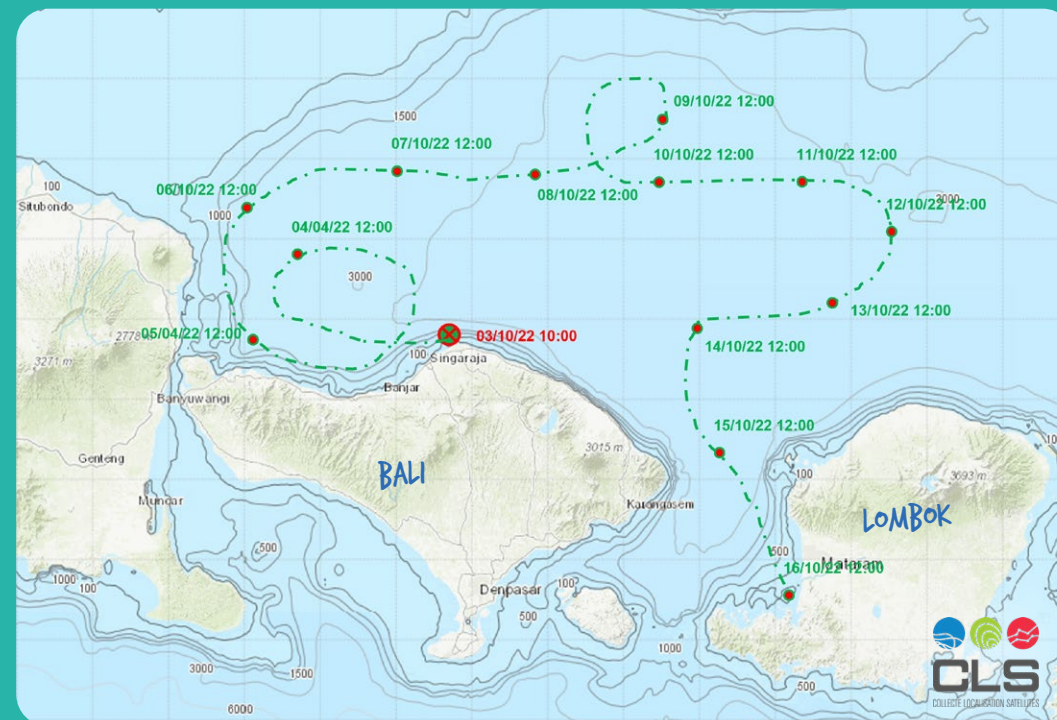 1500
09/10/22 12:00
07/10/22 12:00
10/10/22 12:00
11/10/22 12:00
100
Situbondo
06/10/22 12:00
08/10/22 12:00
12/10/22 12:00
1000
04/04/22 12:00
3000
13/10/22 12:00
05/04/22 12:00
2778
03/10/22 10:00
14/10/22 12:00
3271 m
100
Singaraja
Banjar
Banyuwangi
15/10/22 12:00
3015 m
Genteng
BALI
100
3693 m
Muncar
Karangasem
LOMBOK
500
500
Mataram
16/10/22 12:00
1000
100
Denpasar
100
500
1000
3000
1500
500
6000
CLS
COLLECTE LOCALISATION SATELLITES